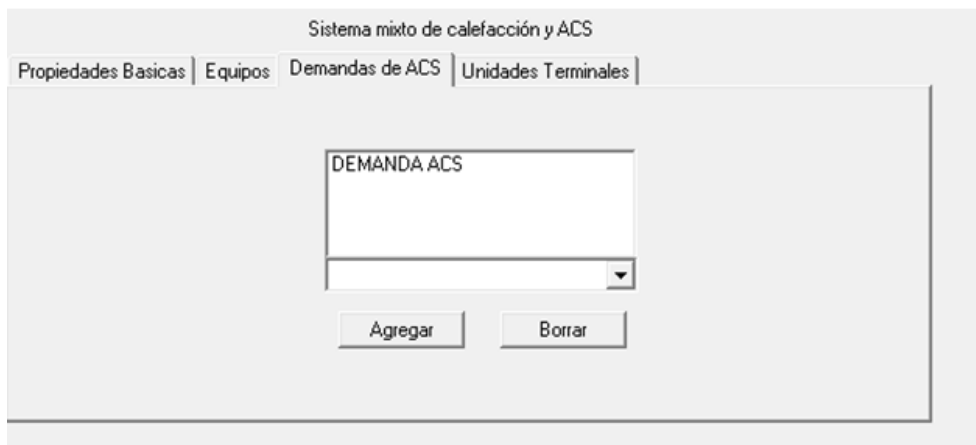 Sistema mixto de calefacción y ACS
Propiedades Basicas Equipos Demandas de ACS Unidades Terminales
DEMANDA ACS
Agregar Borrar